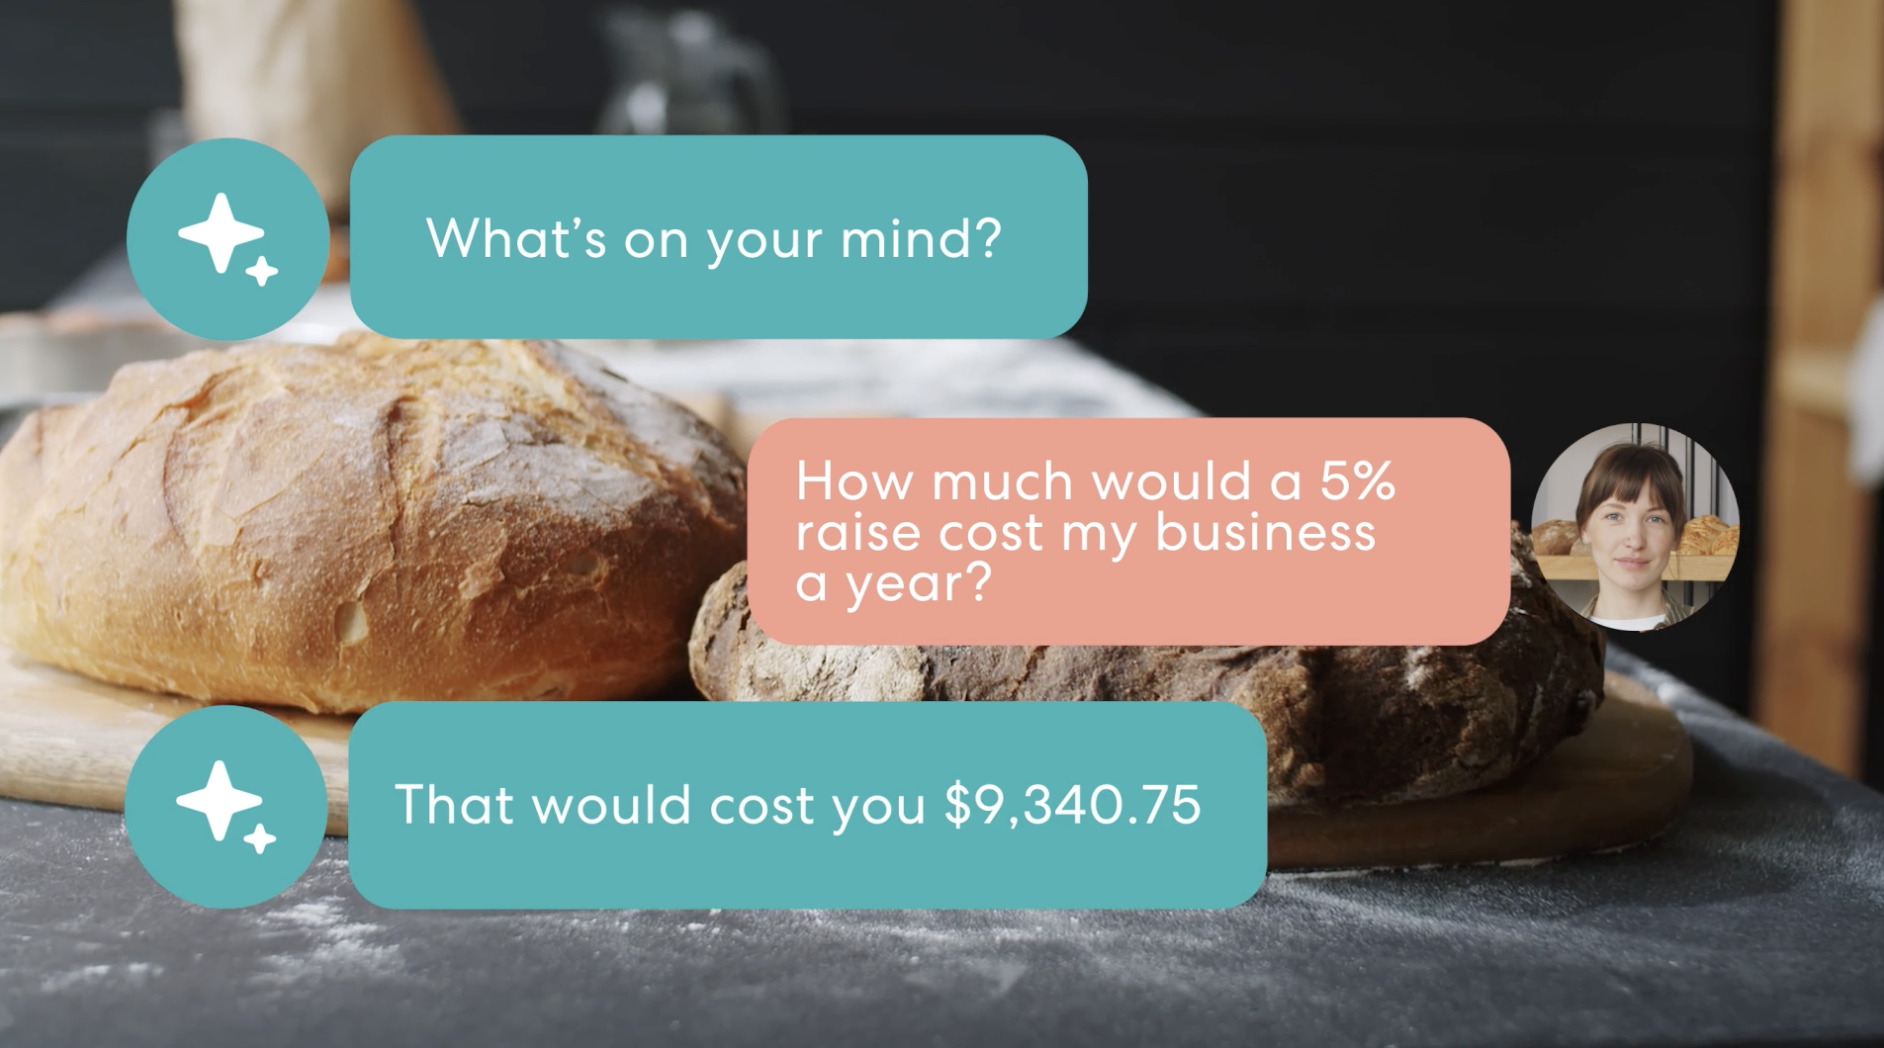 What’s on your mind?
How much would a 5%
raise cost my business
a year?
That would cost you $9,340.75